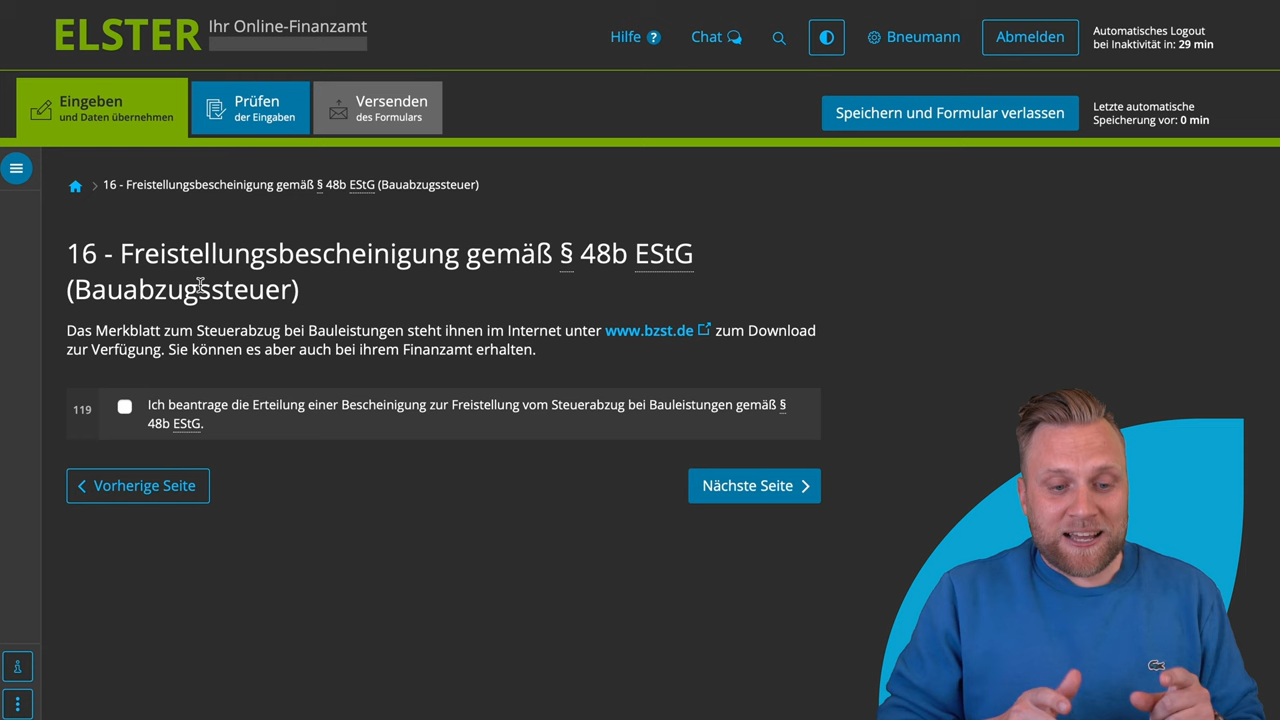 ELSTER Ihr Online-Finanzamt
Hilfe ?
Chat
Bneumann
Abmelden
Automatisches Logout
bei Inaktivität in: 29 min
Eingeben
und Daten übernehmen
Prüfen
der Eingaben
Versenden
des Formulars
Speichern und Formular verlassen
Letzte automatische
Speicherung vor: 0 min
16 - Freistellungsbescheinigung gemäß § 48b EStG (Bauabzugssteuer)
16 - Freistellungsbescheinigung gemäß § 48b EStG
(Bauabzugssteuer)
Das Merkblatt zum Steuerabzug bei Bauleistungen steht ihnen im Internet unter www.bzst.de zum Download
zur Verfügung. Sie können es aber auch bei ihrem Finanzamt erhalten.
119
Ich beantrage die Erteilung einer Bescheinigung zur Freistellung vom Steuerabzug bei Bauleistungen gemäß §
48b EStG.
Vorherige Seite
Nächste Seite